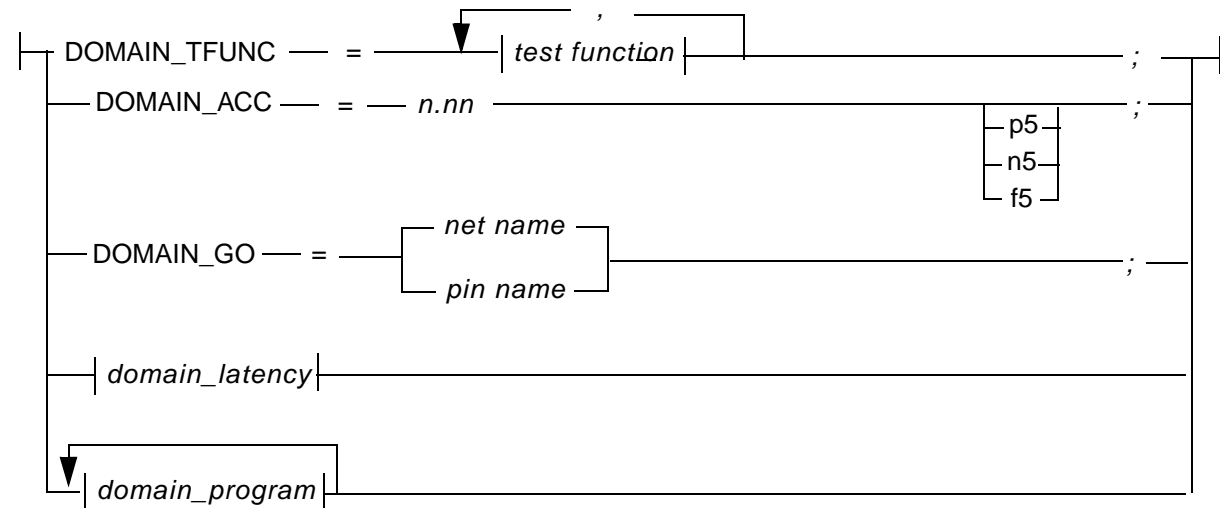 ,
DOMAIN_TFUNC = test function ;
DOMAIN_ACC = n.nn ;
p5
n5
f5
net name
DOMAIN_GO = ;
pin name
domain_latency
domain_program